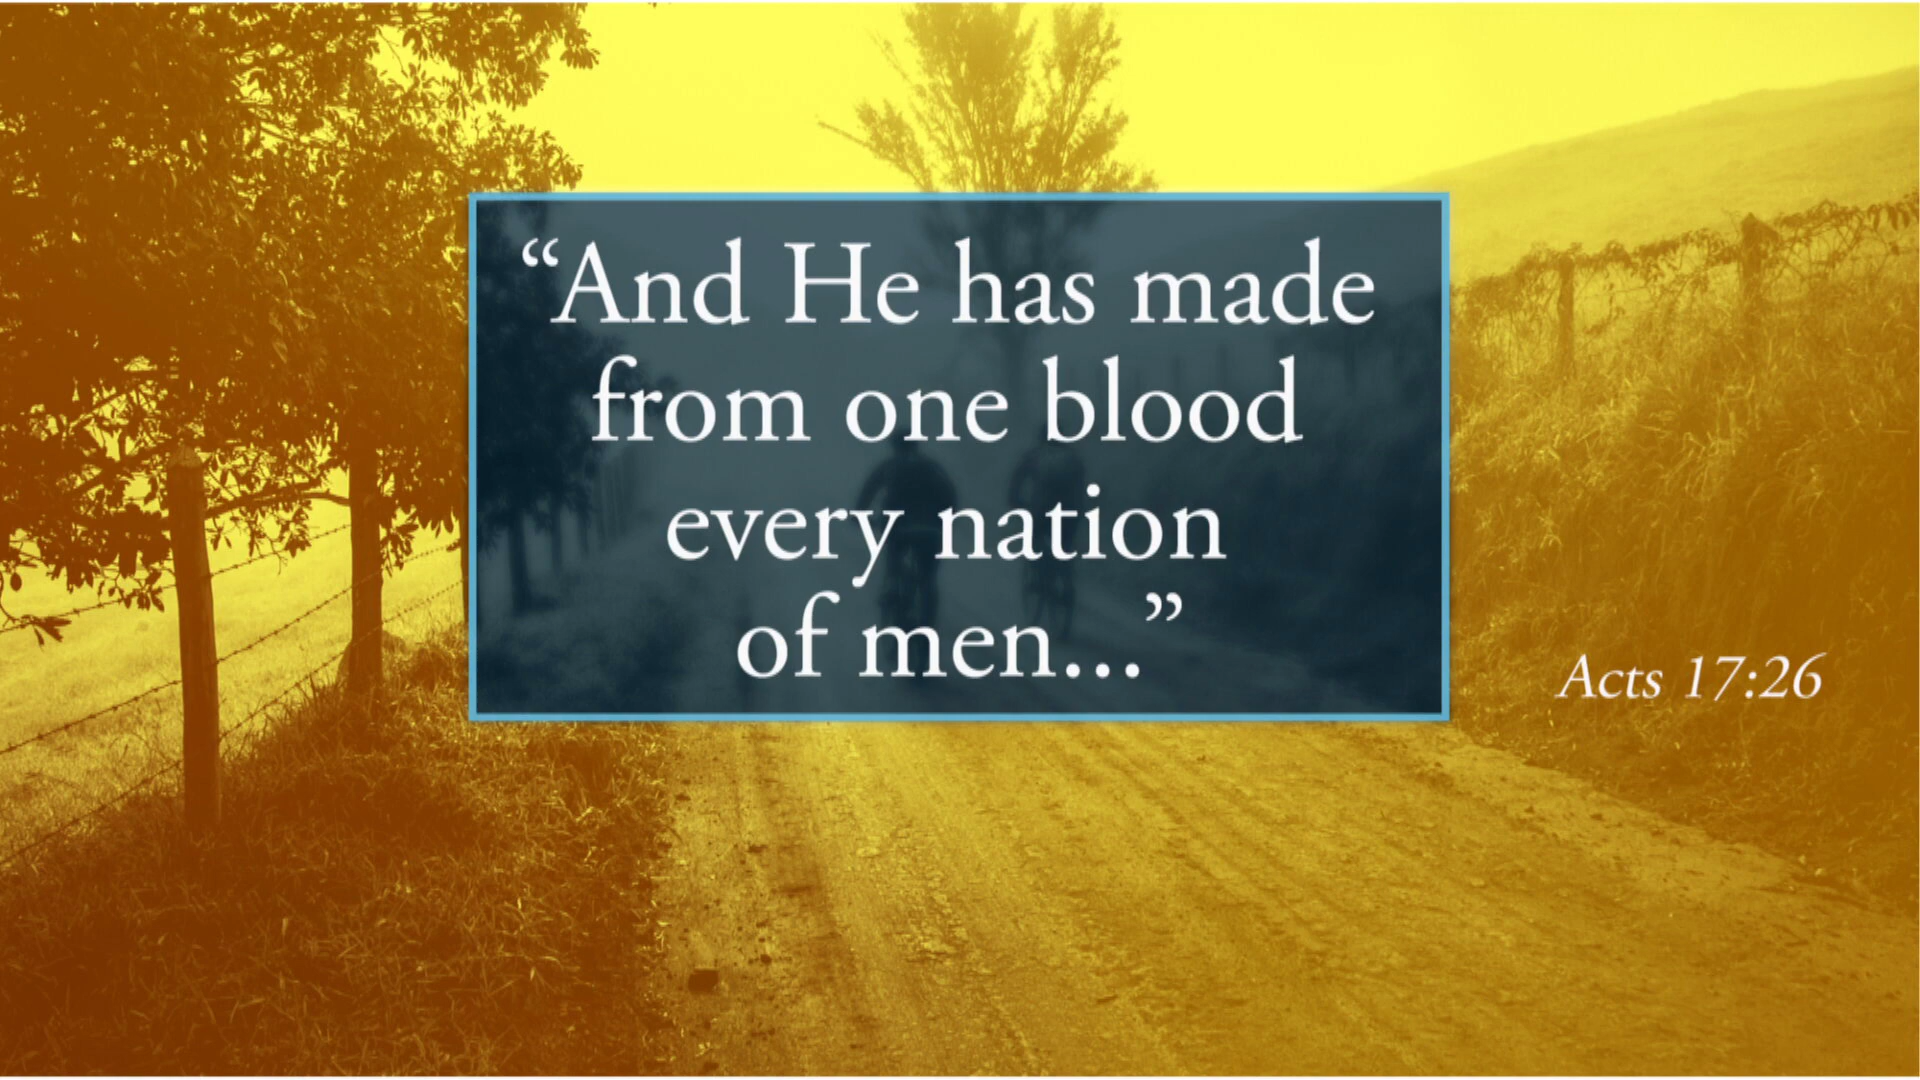 “And He has made
from one blood
every nation
of men...”
Acts 17:26